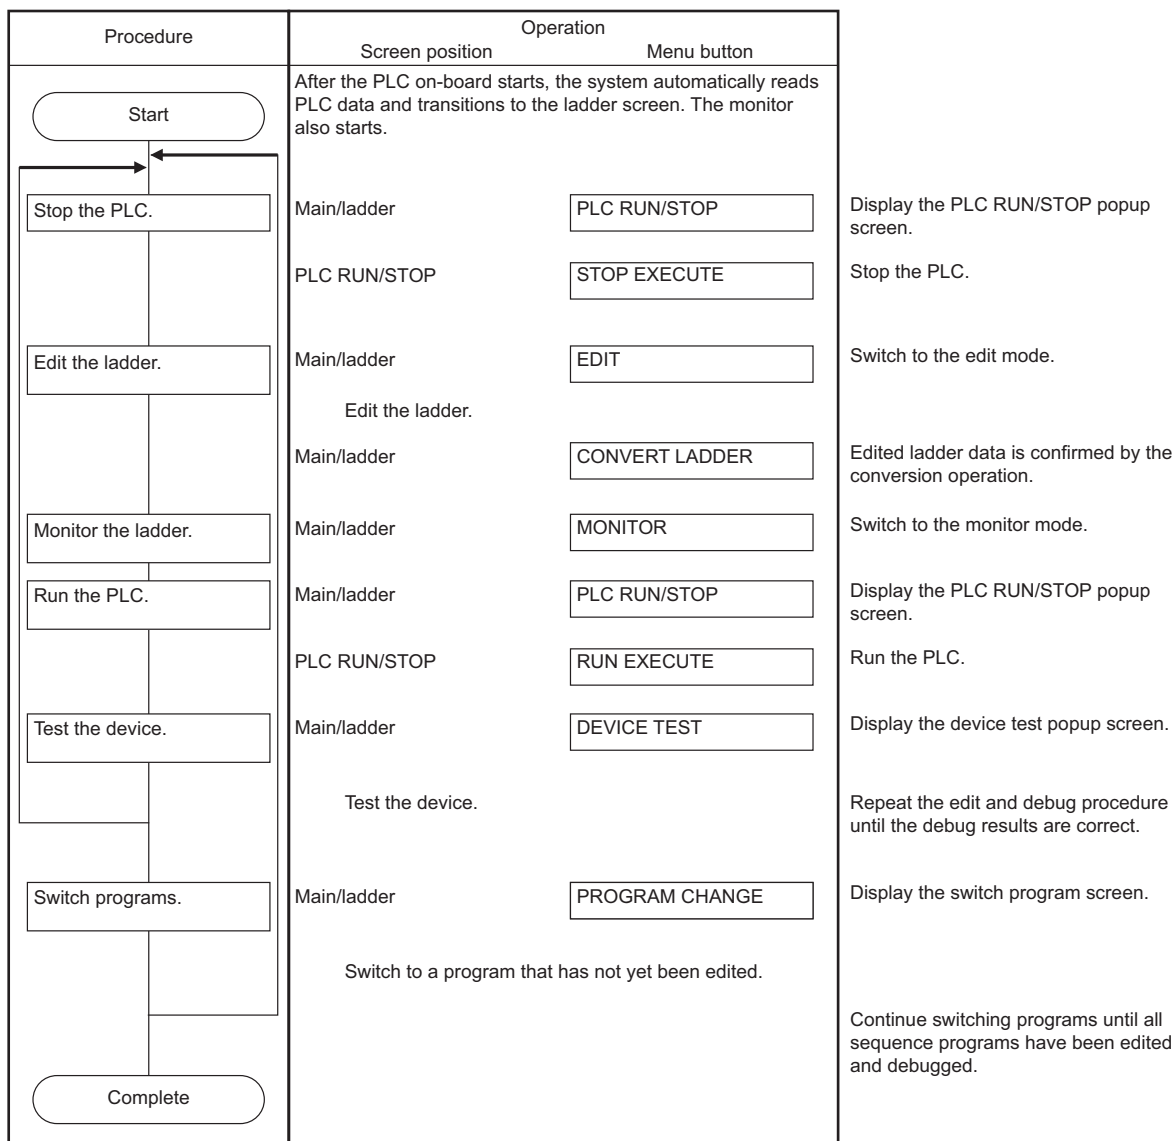 Procedure
Operation
Screen position Menu button
After the PLC on-board starts, the system automatically reads
PLC data and transitions to the ladder screen. The monitor
also starts.
Start
Stop the PLC. Main/ladder PLC RUN/STOP Display the PLC RUN/STOP popup
screen.
PLC RUN/STOP STOP EXECUTE Stop the PLC.
Edit the ladder. Main/ladder EDIT Switch to the edit mode.
Edit the ladder.
Main/ladder CONVERT LADDER Edited ladder data is confirmed by the
conversion operation.
Monitor the ladder. Main/ladder MONITOR Switch to the monitor mode.
Run the PLC. Main/ladder PLC RUN/STOP Display the PLC RUN/STOP popup
screen.
PLC RUN/STOP RUN EXECUTE Run the PLC.
Test the device. Main/ladder DEVICE TEST Display the device test popup screen.
Test the device. Repeat the edit and debug procedure
until the debug results are correct.
Switch programs. Main/ladder PROGRAM CHANGE Display the switch program screen.
Switch to a program that has not yet been edited.
Continue switching programs until all
sequence programs have been edited
and debugged.
Complete